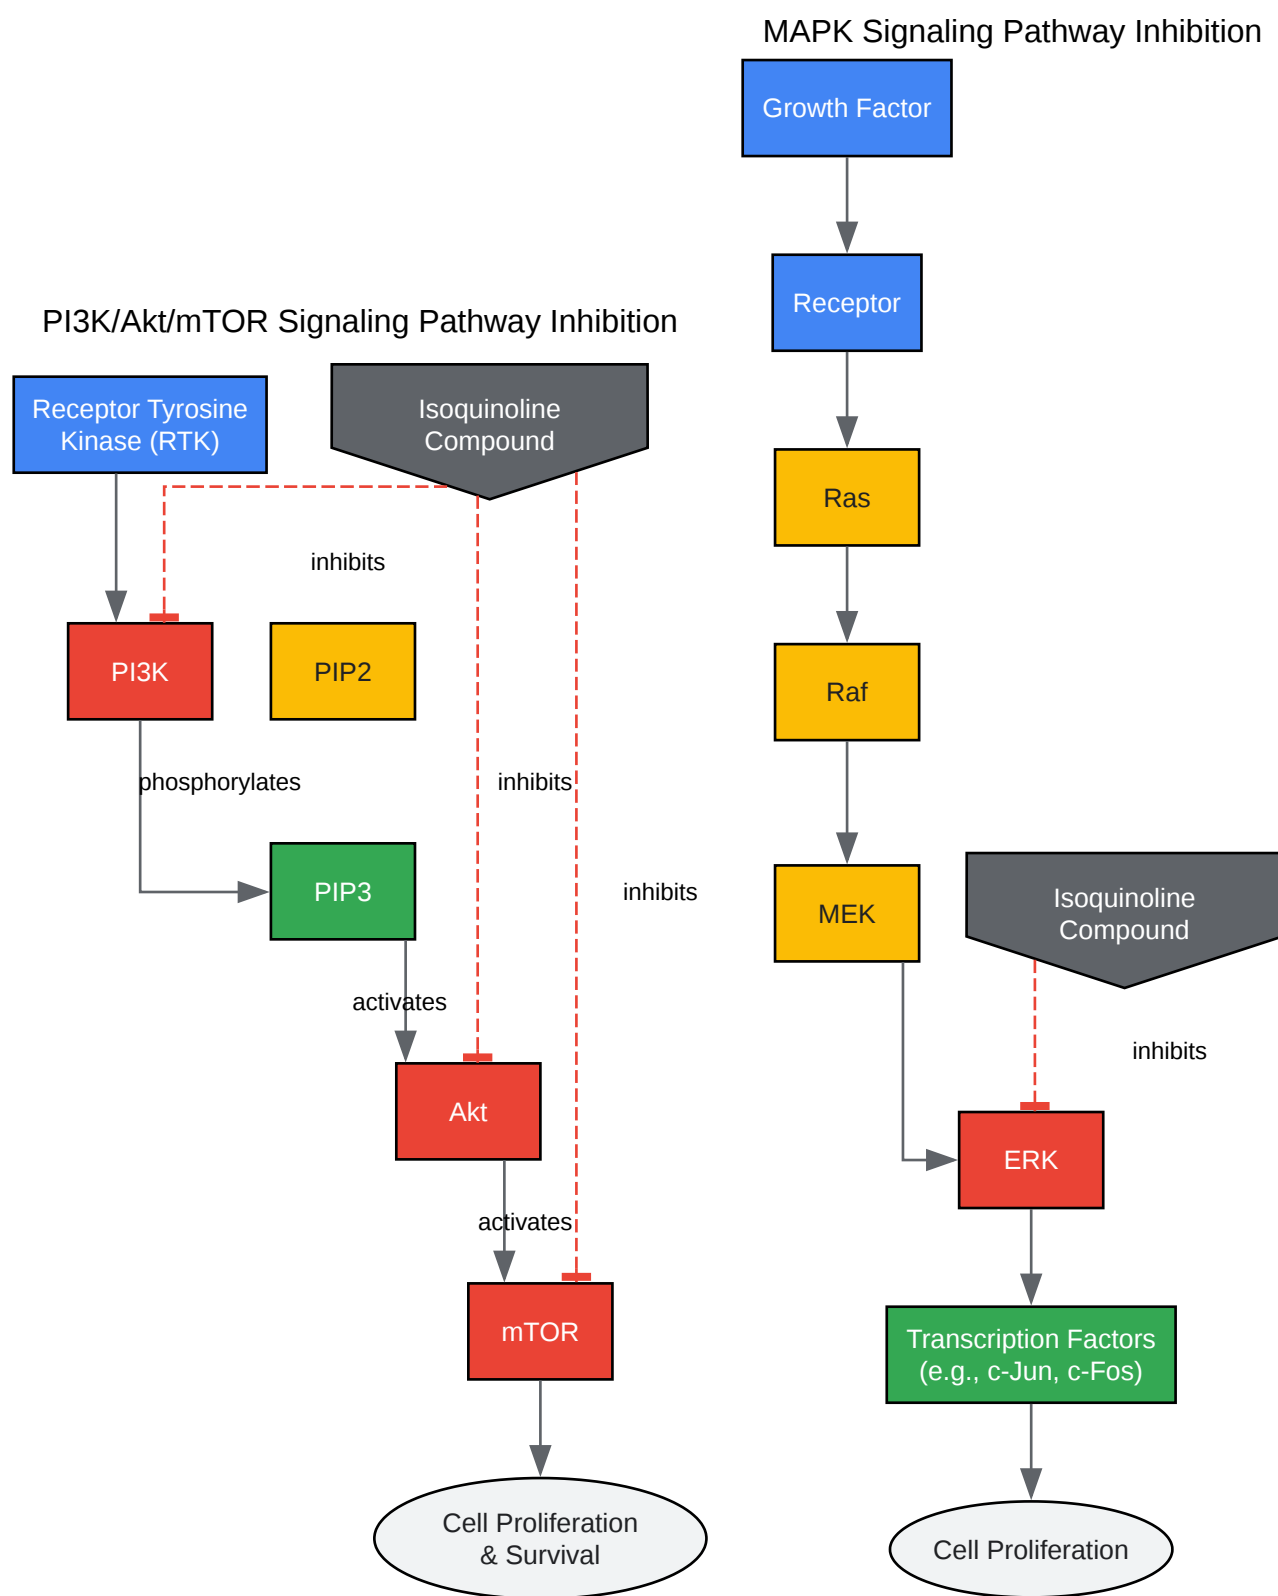 MAPK Signaling Pathway Inhibition
Growth Factor
Receptor
Ras
Raf
MEK
Isoquinoline
Compound
inhibits
ERK
Transcription Factors
(e.g., c-Jun, c-Fos)
Cell Proliferation
PI3K/Akt/mTOR Signaling Pathway Inhibition
Receptor Tyrosine
Kinase (RTK)
Isoquinoline
Compound
inhibits
PI3K
PIP2
phosphorylates
inhibits
PIP3
inhibits
activates
Akt
activates
mTOR
Cell Proliferation
& Survival